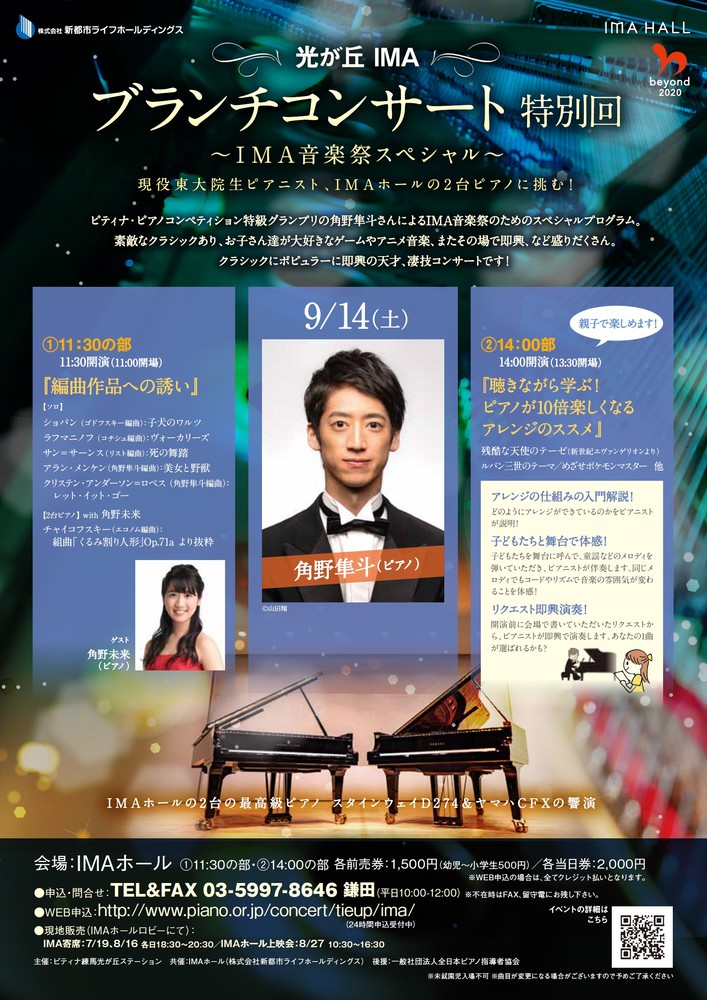 株式会社 新都市ライフホールディングス
IMA HALL
beyond
2020
光が丘 IMA
ブランチコンサート 特別回
～IMA音楽祭スペシャル～
現役東大院生ピアニスト、IMAホールの2台ピアノに挑む！
ピティナ・ピアノコンペティション特級グランプリの角野隼斗さんによるIMA音楽祭のためのスペシャルプログラム。
素敵なクラシックあり、お子さん達が大好きなゲームやアニメ音楽、またその場で即興、など盛りだくさん。
クラシックにポピュラーに即興の天才、凄技コンサートです！
①11：30の部
11:30開演（11:00開場）
『編曲作品への誘い』
【ソロ】
ショパン（ゴドフスキー編曲）：子犬のワルツ
ラフマニノフ（コチシュ編曲）：ヴォーカリーズ
サン＝サーンス（リスト編曲）：死の舞踏
アラン・メンケン（角野隼斗編曲）：美女と野獣
クリステン・アンダーソン＝ロペス（角野隼斗編曲）：
レット・イット・ゴー
【2台ピアノ】with 角野未来
チャイコフスキー（エコノム編曲）：
組曲「くるみ割り人形」Op.71a より抜粋
ゲスト
角野未来
（ピアノ）
9/14（土）
角野隼斗（ピアノ）
©山田翔
親子で楽しめます！
②14：00の部
14:00開演（13:30開場）
『聴きながら学ぶ！
ピアノが10倍楽しくなる
アレンジのススメ』
残酷な天使のテーゼ（新世紀エヴァンゲリオンより）
ルパン三世のテーマ／めざせポケモンマスター 他
アレンジの仕組みの入門解説！
どのようにアレンジができているのかをピアニスト
が説明！
子どもたちと舞台で体感！
子どもたちを舞台に呼んで、童謡などのメロディを
弾いていただき、ピアニストが伴奏します。同じメ
ロディでもコードやリズムで音楽の雰囲気が変わ
ることを体感！
リクエスト即興演奏！
開演前に会場で書いていただいたリクエストか
ら、ピアニストが即興で演奏します。あなたの1曲
が選ばれるかも？
IMAホールの2台の最高級ピアノ スタインウェイD274＆ヤマハCFXの響演
会場：IMAホール ①11:30の部・②14:00の部 各前売券：1,500円（幼児～小学生500円）／各当日券：2,000円
※WEB申込の場合は、全てクレジット払いとなります。
●申込・問合せ：TEL&FAX 03-5997-8646 鎌田（平日10:00-12:00）※不在時はFAX、留守電にお残し下さい。
●WEB申込：http://www.piano.or.jp/concert/tieup/ima/
（24時間申込受付中）
●現地販売（IMAホールロビーにて）：
IMA寄席：7/19、8/16 各日18:30～20:30／IMAホール上映会：8/27 10:30～16:30
イベントの詳細は
こちら
主催：ピティナ練馬光が丘ステーション 共催：IMAホール（株式会社新都市ライフホールディングス） 後援：一般社団法人全日本ピアノ指導者協会
※未就園児入場不可 ※曲目が変更になる場合がございますので予めご了承ください